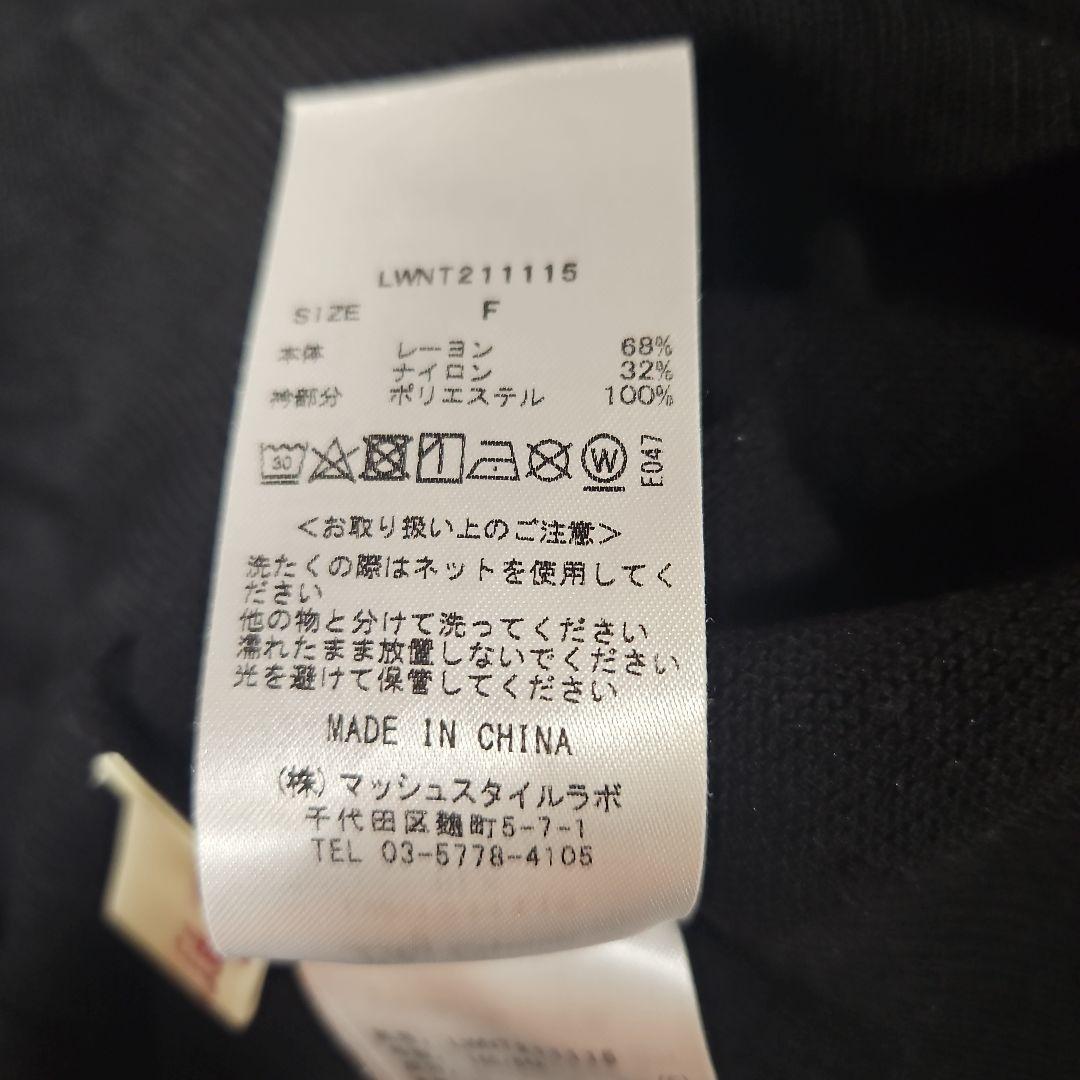 LWNT211115
SIZE F
本体 レーヨン 68%
ナイロン 32%
袴部分 ポリエステル 100%
30 W E047
<お取り扱い上のご注意>
洗たくの際はネットを使用してく
ださい
他の物と分けて洗ってください
濡れたまま放置しないでください
光を避けて保管してください
MADE IN CHINA
(株)マッシュスタイルラボ
千代田区麹町5-7-1
TEL 03-5778-4105